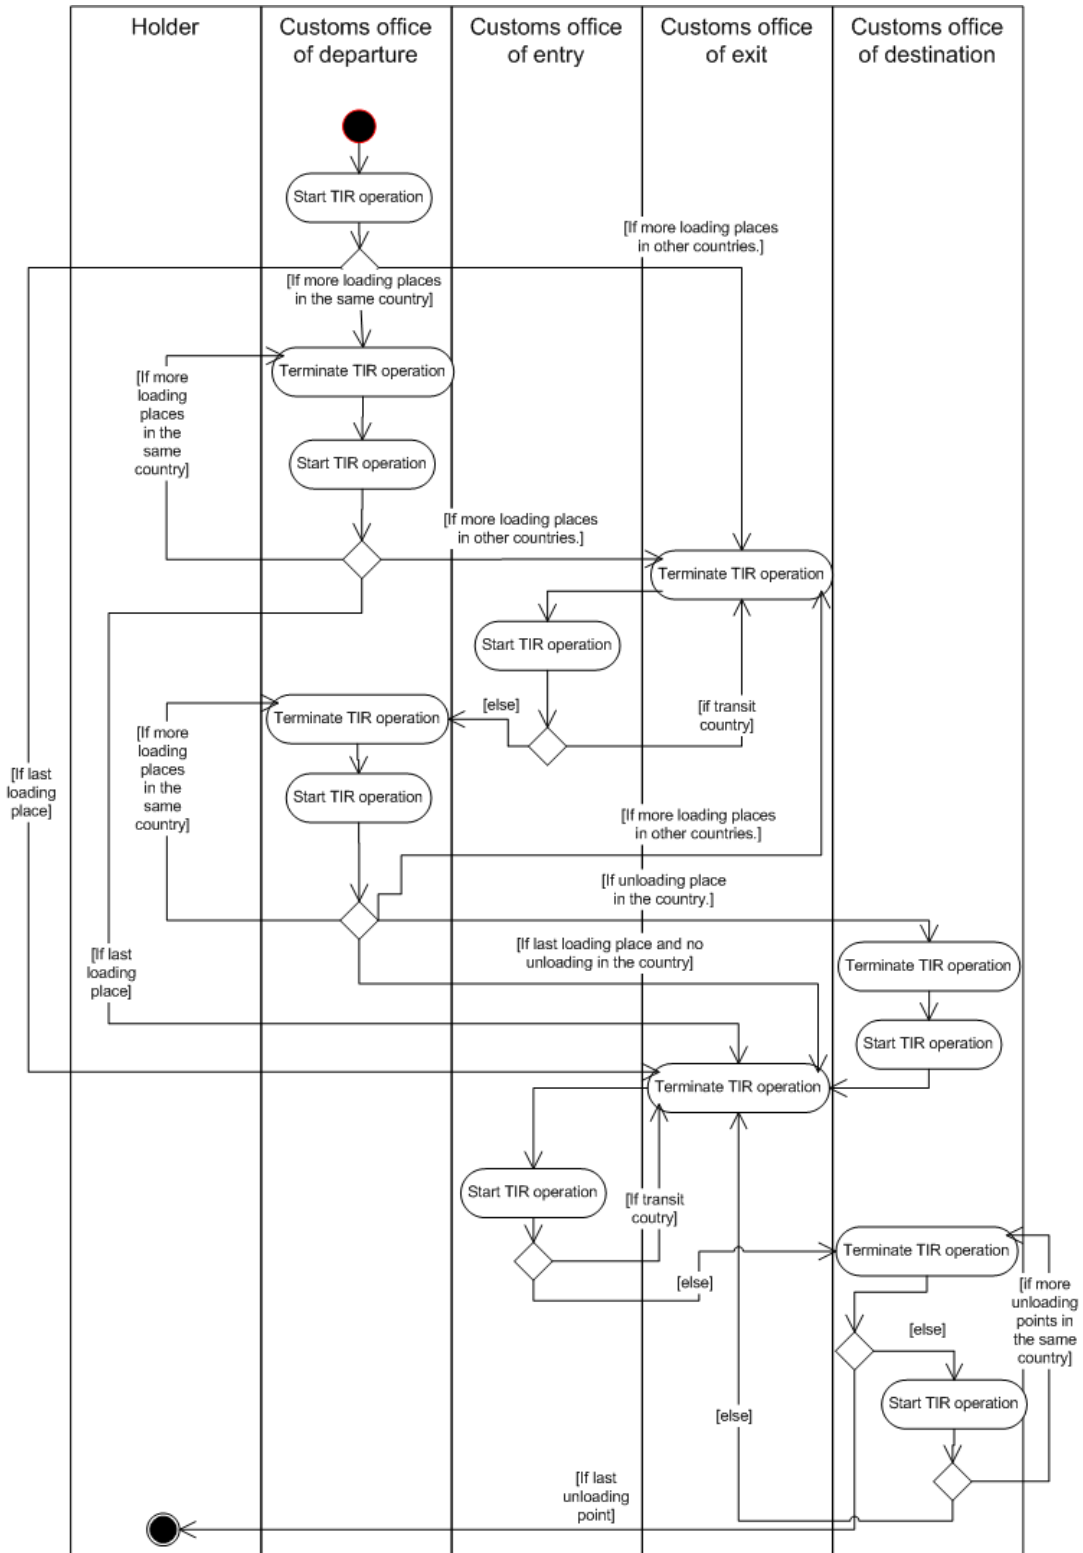 Holder
Customs office
of departure
Customs office
of entry
Customs office
of exit
Customs office
of destination
Start TIR operation
[If more loading places
in other countries.]
[If more loading places
in the same country]
Terminate TIR operation
[If more
loading
places
in the
same
country]
Start TIR operation
[If more loading places
in other countries.]
Terminate TIR operation
Start TIR operation
[else]
[if transit
country]
Terminate TIR operation
[If more
loading
places
in the
same
country]
[If last
loading
place]
Start TIR operation
[If more loading places
in other countries.]
[If unloading place
in the country.]
[If last loading place and no
unloading in the country]
[If last
loading
place]
Terminate TIR operation
Start TIR operation
Terminate TIR operation
Start TIR operation
[If transit
coutry]
Terminate TIR operation
[else]
[if more
unloading
points in
the same
country]
[else]
Start TIR operation
[else]
[If last
unloading
point]